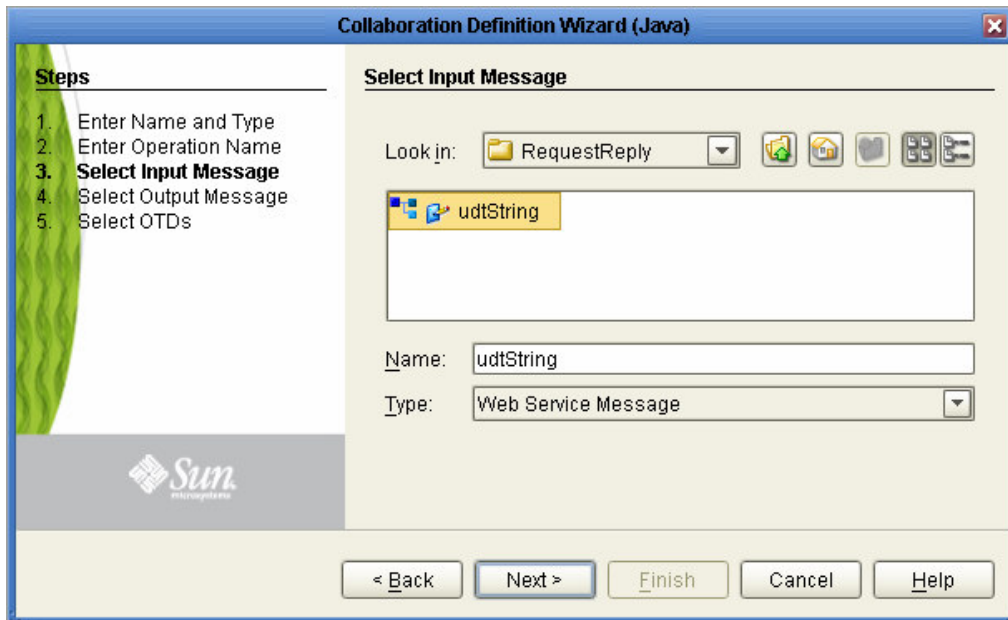 Collaboration Definition Wizard (Java)
Steps
1. Enter Name and Type
2. Enter Operation Name
3. Select Input Message
4. Select Output Message
5. Select OTDs
Sun
microsystems
Select Input Message
Look in: RequestReply
udtString
Name: udtString
Type: Web Service Message
< Back Next > Finish Cancel Help